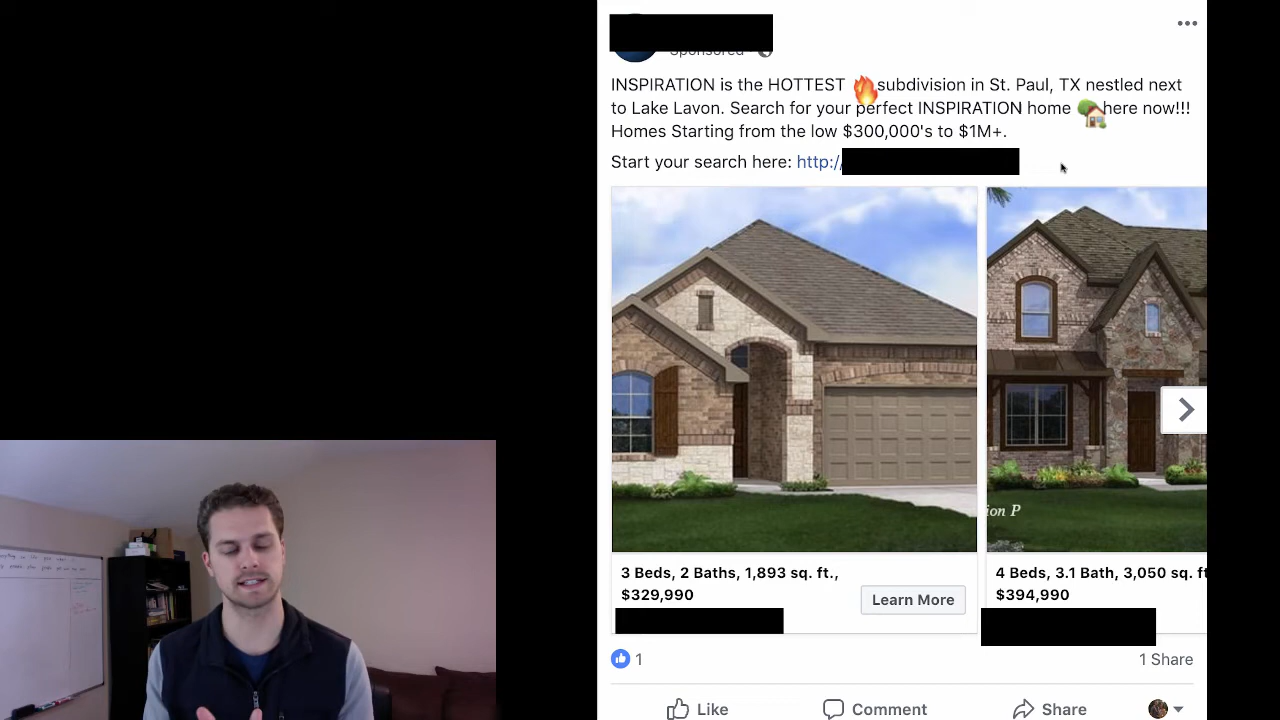 Sponsored
INSPIRATION is the HOTTEST 🔥subdivision in St. Paul, TX nestled next
to Lake Lavon. Search for your perfect INSPIRATION home 🏡here now!!!
Homes Starting from the low $300,000's to $1M+.
Start your search here: http:/
ion P
3 Beds, 2 Baths, 1,893 sq. ft.,
$329,990
Learn More
4 Beds, 3.1 Bath, 3,050 sq. ft
$394,990
1
1 Share
Like
Comment
Share